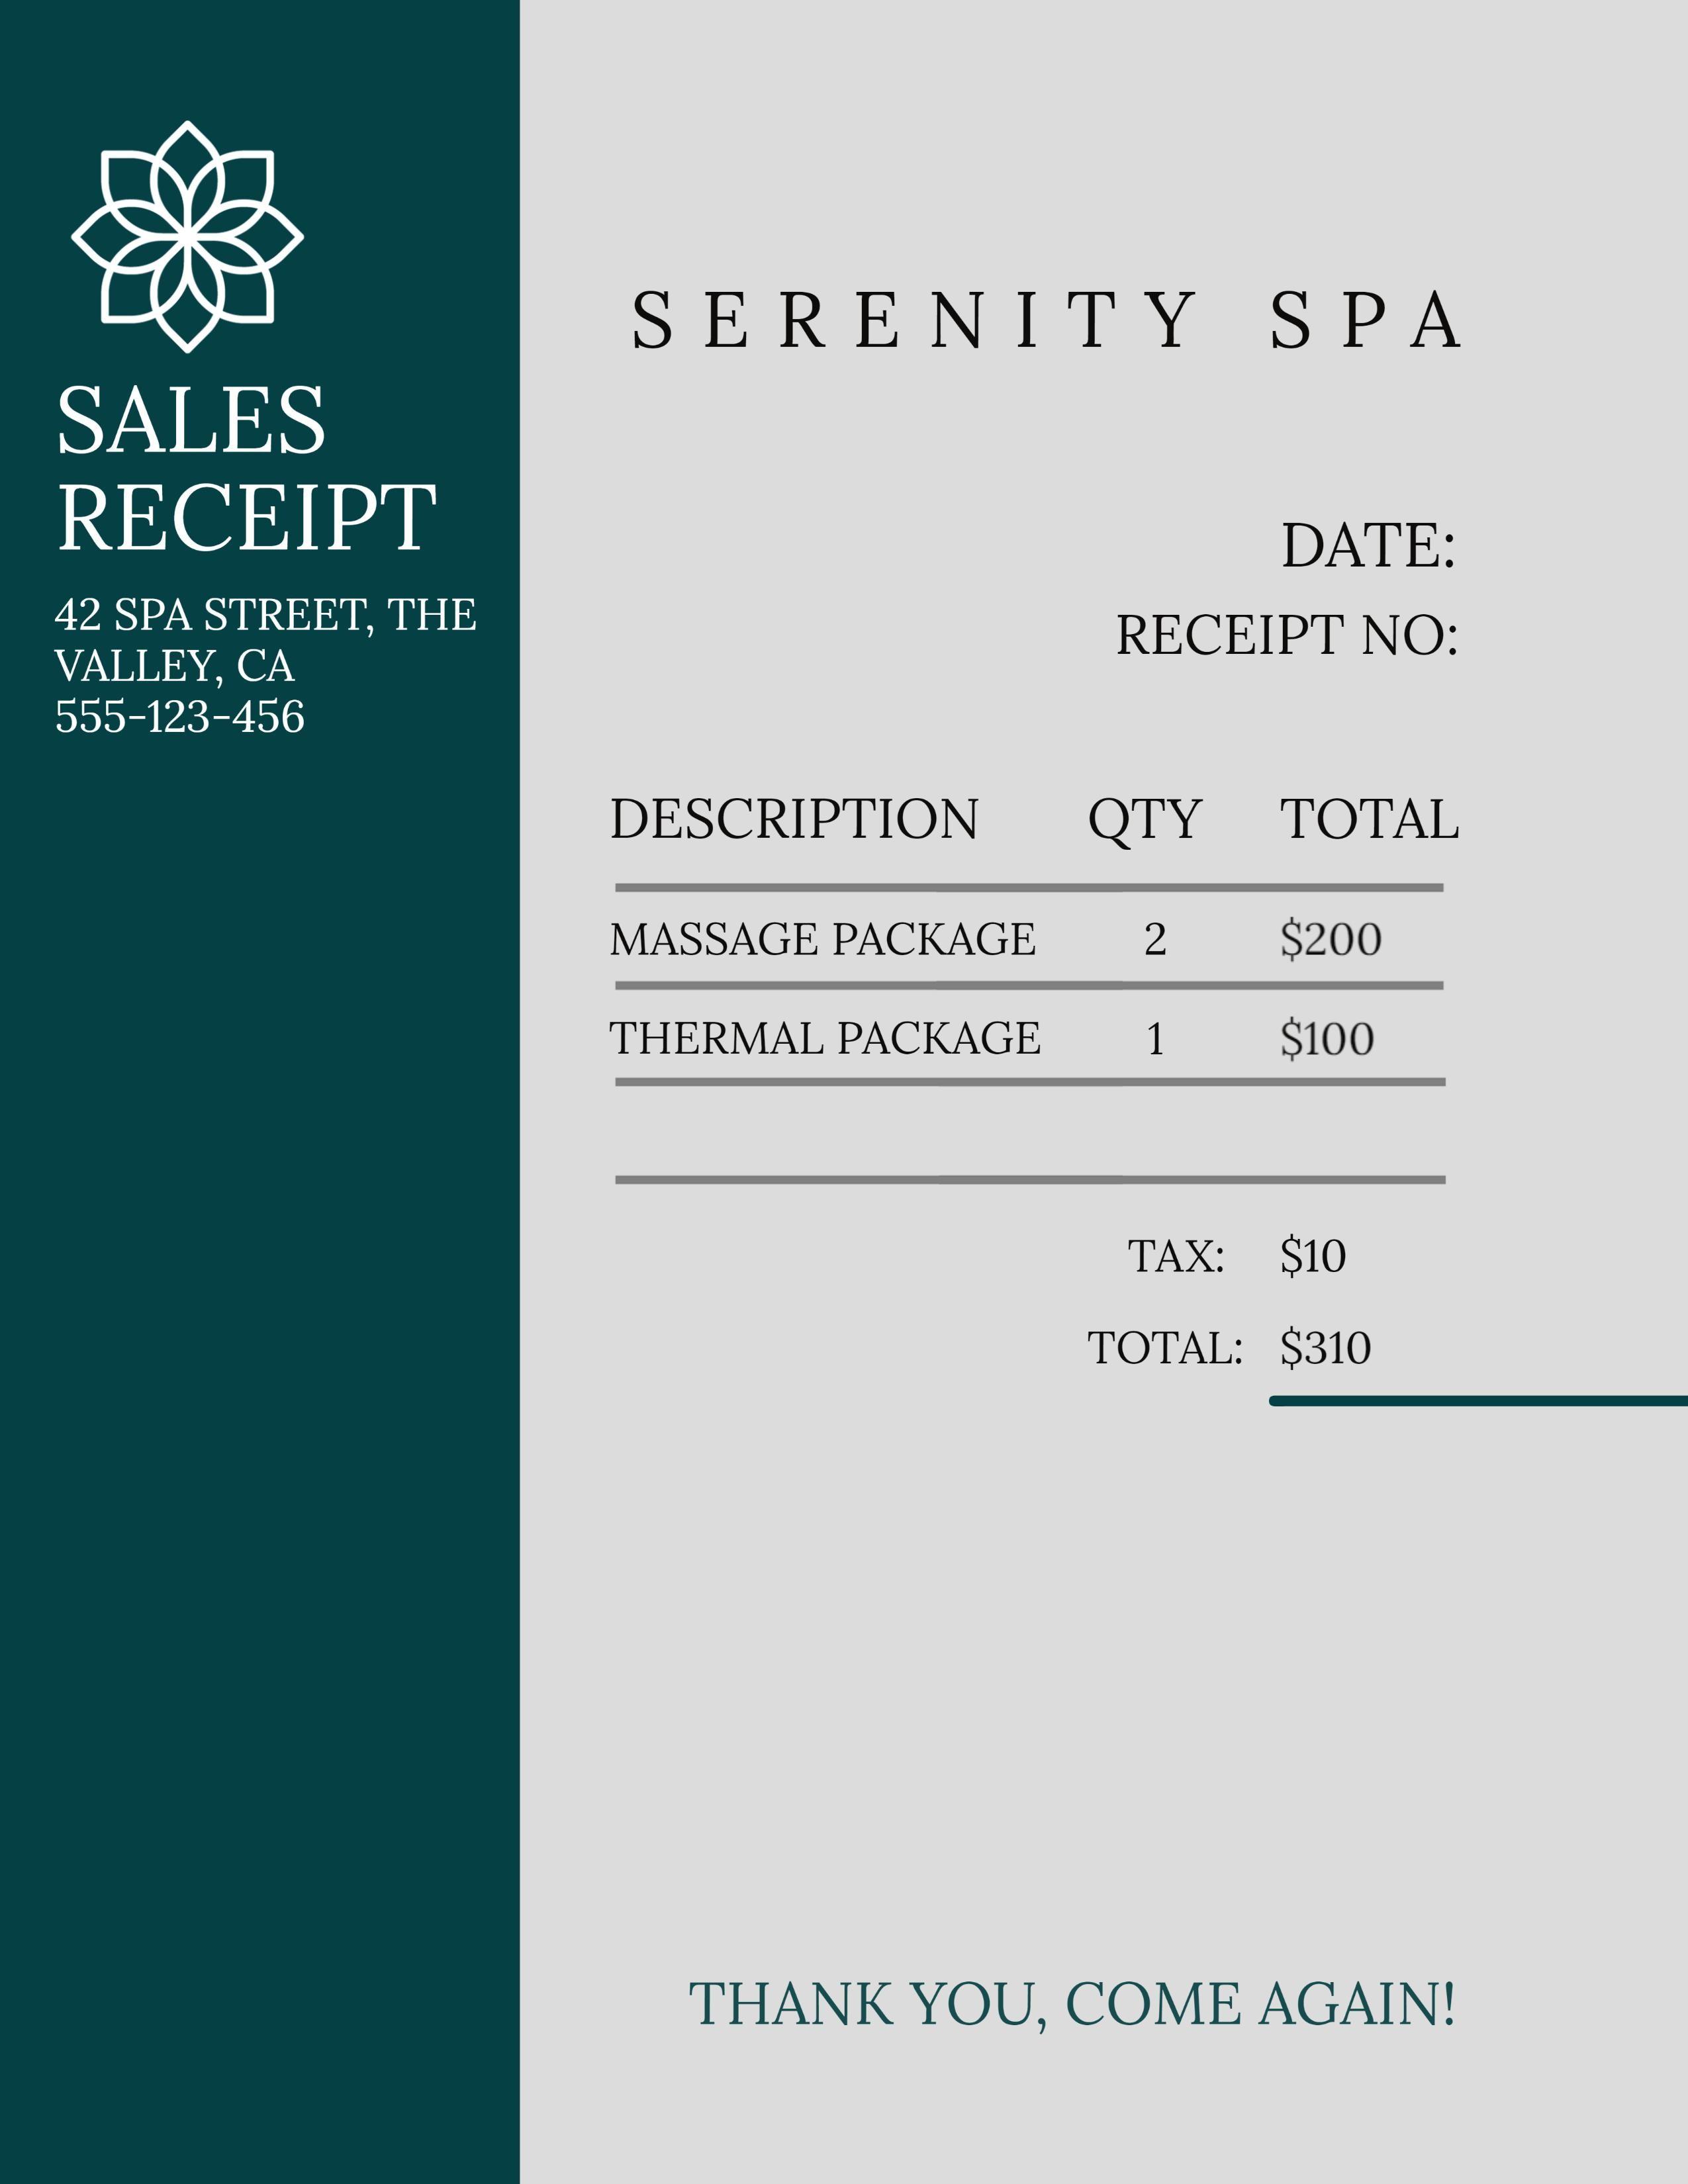 SALES
RECEIPT
42 SPA STREET, THE
VALLEY, CA
555-123-456
SERENITY SPA
DATE:
RECEIPT NO:
DESCRIPTION QTY TOTAL
MASSAGE PACKAGE 2 $200
THERMAL PACKAGE 1 $100
TAX: $10
TOTAL: $310
THANK YOU, COME AGAIN!